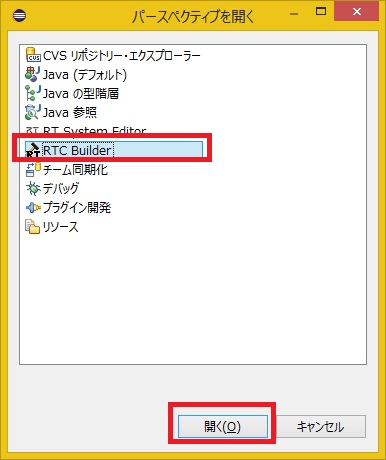 パースペクティブを開く
CVS リポジトリー・エクスプローラー
Java (デフォルト)
Java の型階層
Java 参照
RT System Editor
RTC Builder
チーム同期化
デバッグ
プラグイン開発
リソース
開く(O)
キャンセル